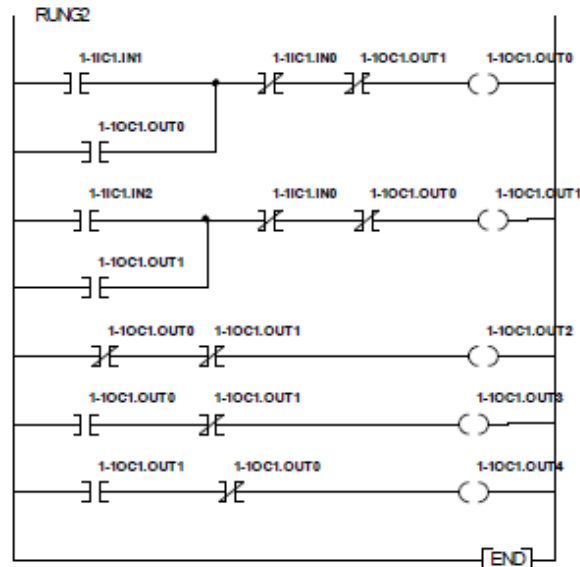 RUNG2
1-1IC1.IN1 1-1IC1.IN0 1-1OC1.OUT1 1-1OC1.OUT0
1-1OC1.OUT0
1-1IC1.IN2 1-1IC1.IN0 1-1OC1.OUT0 1-1OC1.OUT1
1-1OC1.OUT1
1-1OC1.OUT0 1-1OC1.OUT1 1-1OC1.OUT2
1-1OC1.OUT0 1-1OC1.OUT1 1-1OC1.OUT3
1-1OC1.OUT1 1-1OC1.OUT0 1-1OC1.OUT4
[END]